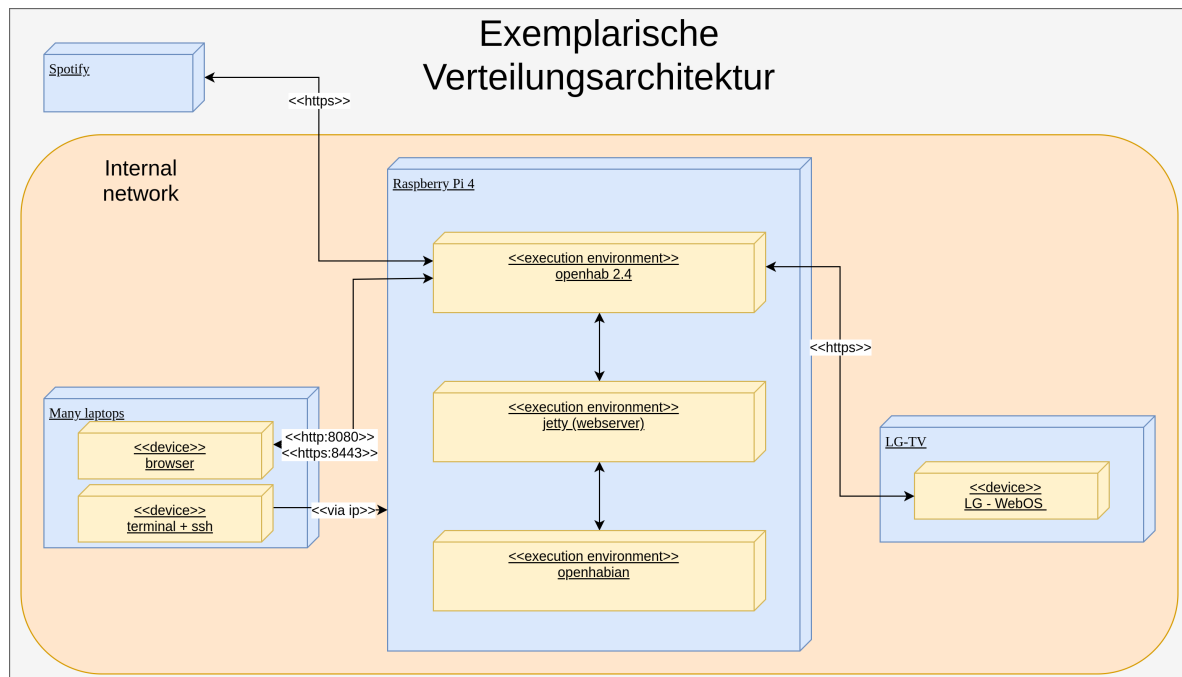 Exemplarische
Verteilungsarchitektur
Spotify
<<https>>
Internal
network
Raspberry Pi 4
<<execution environment>>
openhab 2.4
<<https>>
<<execution environment>>
jetty (webserver)
Many laptops
<<device>>
browser
<<http:8080>>
<<https:8443>>
<<device>>
terminal + ssh
<<via ip>>
LG-TV
<<device>>
LG - WebOS
<<execution environment>>
openhabian